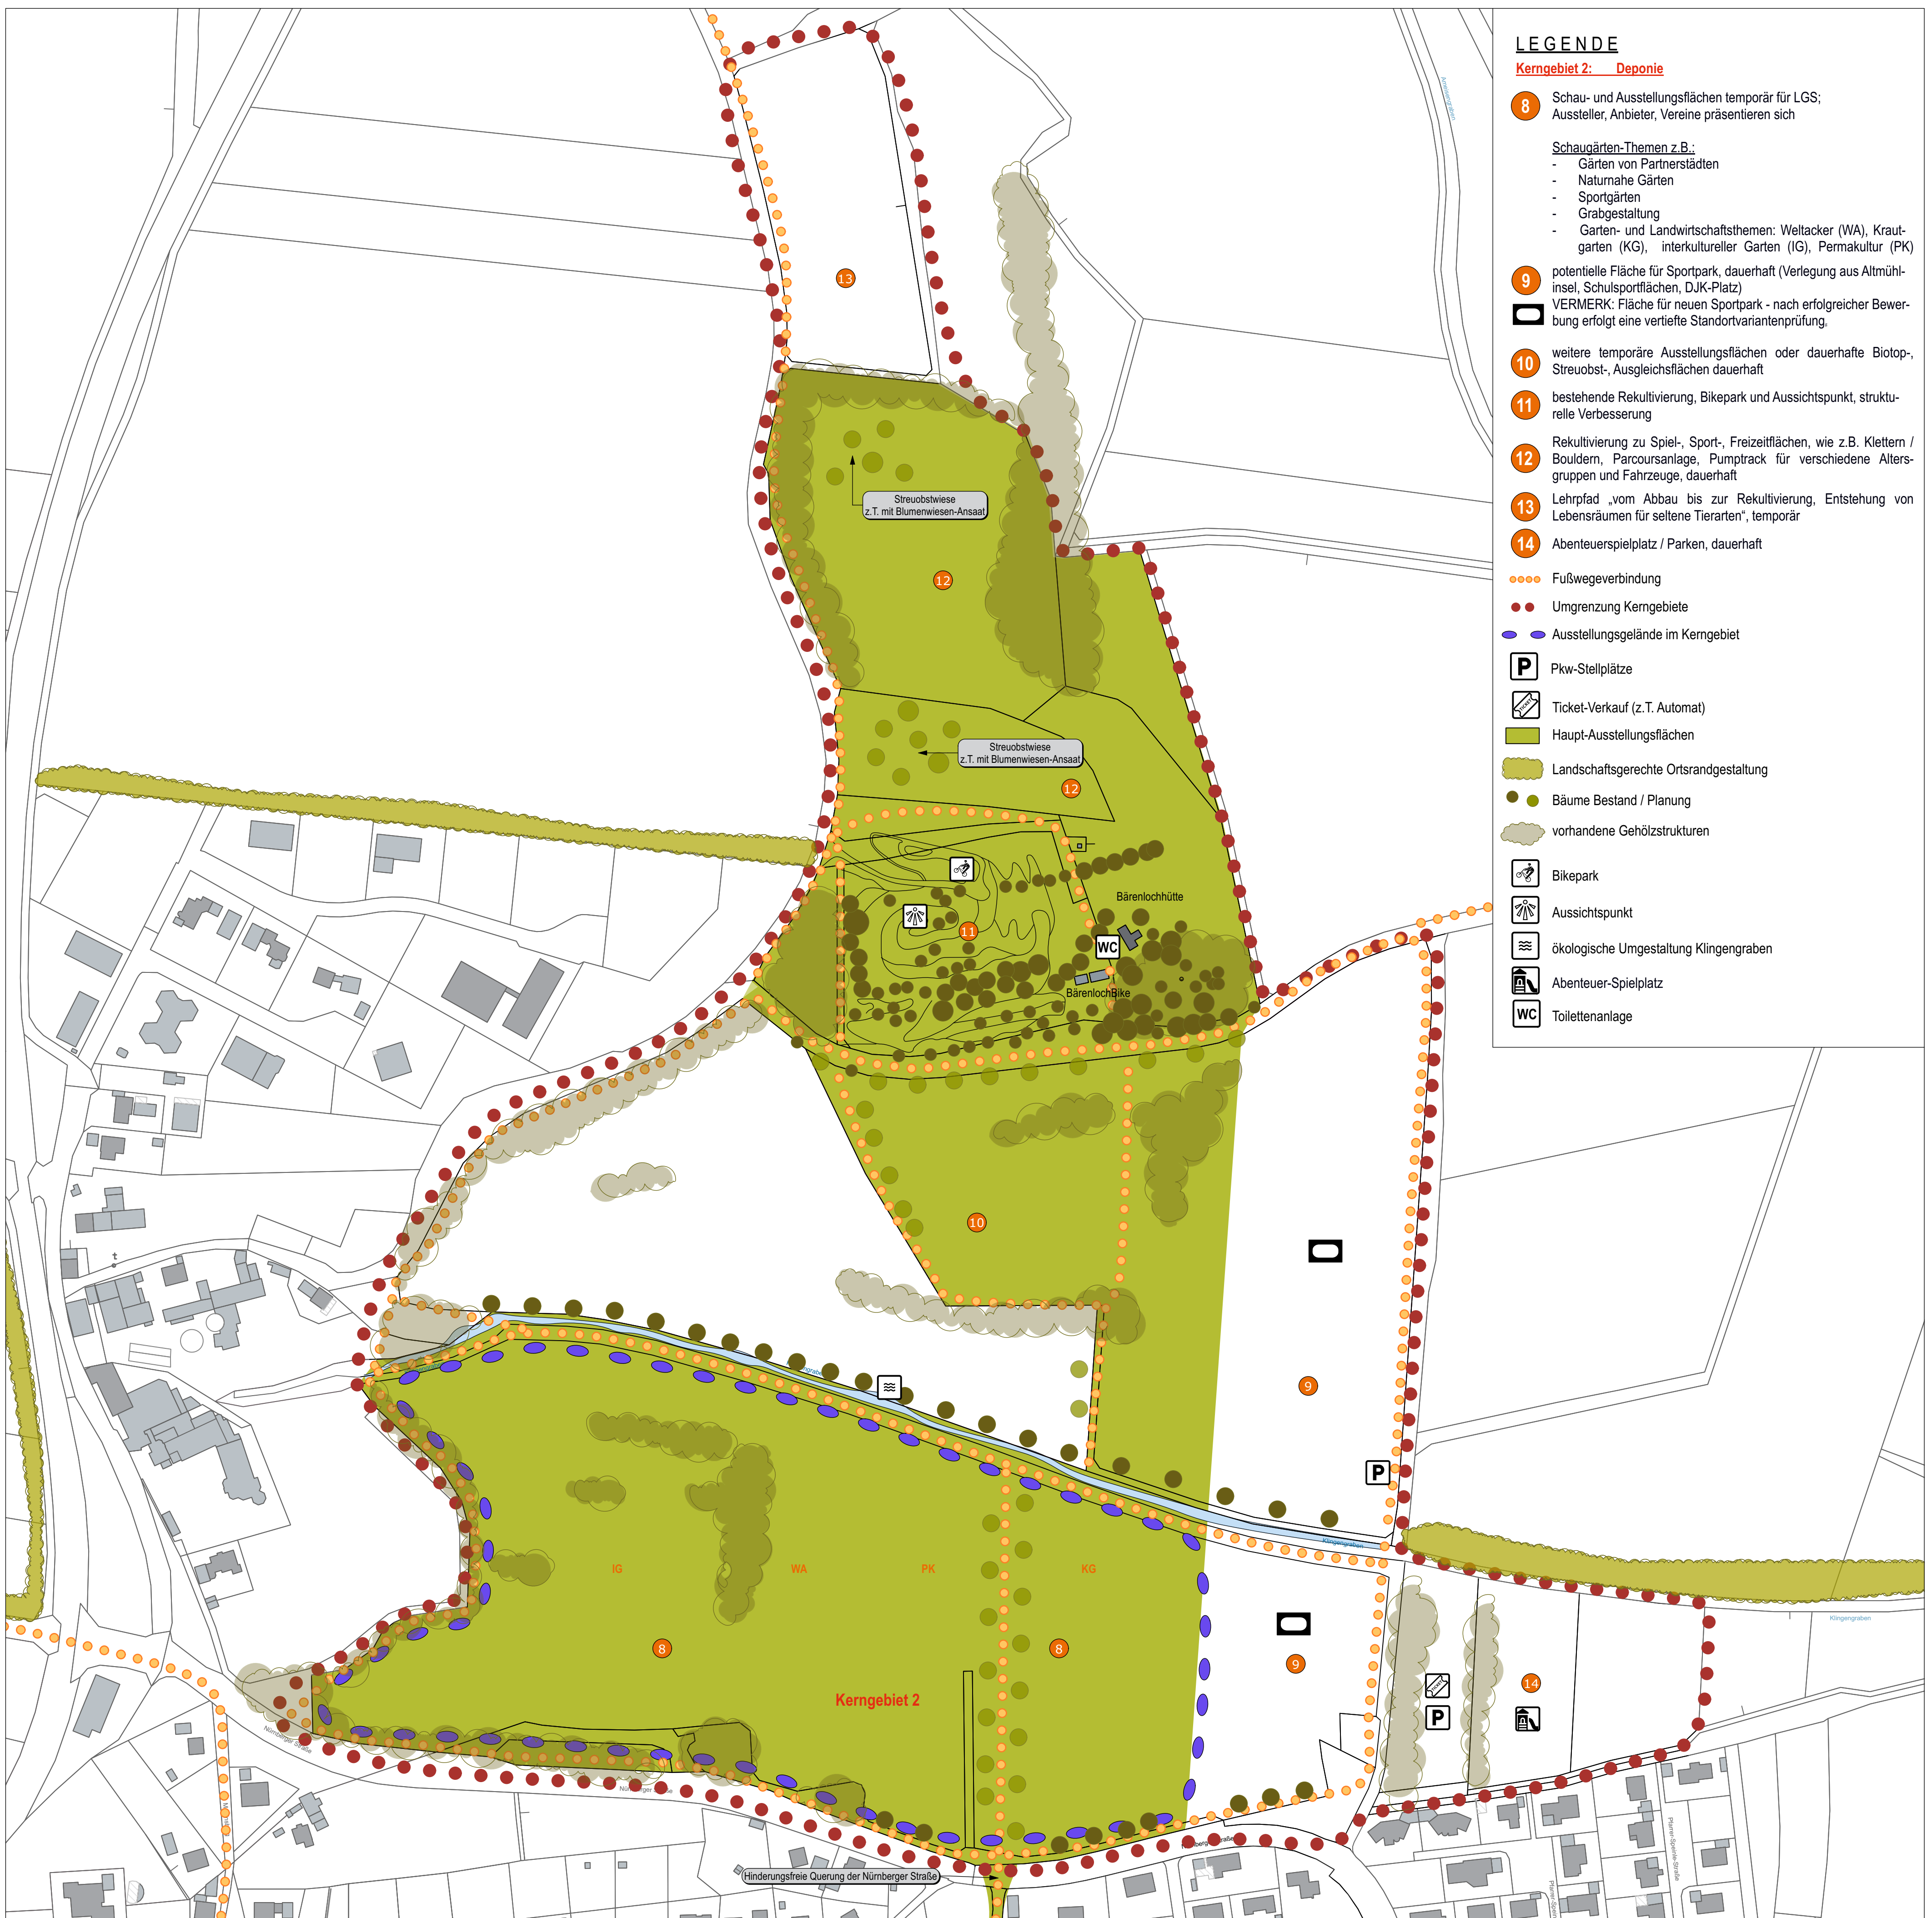 LEGENDE
Kerngebiet 2: Deponie
8
Schau- und Ausstellungsflächen temporär für LGS;
Aussteller, Anbieter, Vereine präsentieren sich
Schaugärten-Themen z.B.:
- Gärten von Partnerstädten
- Naturnahe Gärten
- Sportgärten
- Grabgestaltung
- Garten- und Landwirtschaftsthemen: Weltacker (WA), Kraut-
garten (KG), interkultureller Garten (IG), Permakultur (PK)
9
potentielle Fläche für Sportpark, dauerhaft (Verlegung aus Altmühl-
insel, Schulsportflächen, DJK-Platz)
VERMERK: Fläche für neuen Sportpark - nach erfolgreicher Bewer-
bung erfolgt eine vertiefte Standortvariantenprüfung.
10
weitere temporäre Ausstellungsflächen oder dauerhafte Biotop-,
Streuobst-, Ausgleichsflächen dauerhaft
11
bestehende Rekultivierung, Bikepark und Aussichtspunkt, struktu-
relle Verbesserung
12
Rekultivierung zu Spiel-, Sport-, Freizeitflächen, wie z.B. Klettern /
Bouldern, Parcoursanlage, Pumptrack für verschiedene Alters-
gruppen und Fahrzeuge, dauerhaft
13
Lehrpfad „vom Abbau bis zur Rekultivierung, Entstehung von
Lebensräumen für seltene Tierarten“, temporär
14
Abenteuerspielplatz / Parken, dauerhaft
Fußwegeverbindung
Umgrenzung Kerngebiete
Ausstellungsgelände im Kerngebiet
P
Pkw-Stellplätze
TICKET
Ticket-Verkauf (z.T. Automat)
Haupt-Ausstellungsflächen
Landschaftsgerechte Ortsrandgestaltung
Bäume Bestand / Planung
vorhandene Gehölzstrukturen
Bikepark
Aussichtspunkt
ökologische Umgestaltung Klingengraben
Abenteuer-Spielplatz
WC
Toilettenanlage
13
Streuobstwiese
z.T. mit Blumenwiesen-Ansaat
12
Streuobstwiese
z.T. mit Blumenwiesen-Ansaat
12
Bärenlochhütte
11
WC
BärenlochBike
10
9
P
Klingengraben
IG
WA
PK
KG
Klingengraben
8
8
9
TICKET
P
14
Kerngebiet 2
Nürnberger Straße
Hinderungsfreie Querung der Nürnberger Straße
Pfarrer-Speinle-Straße